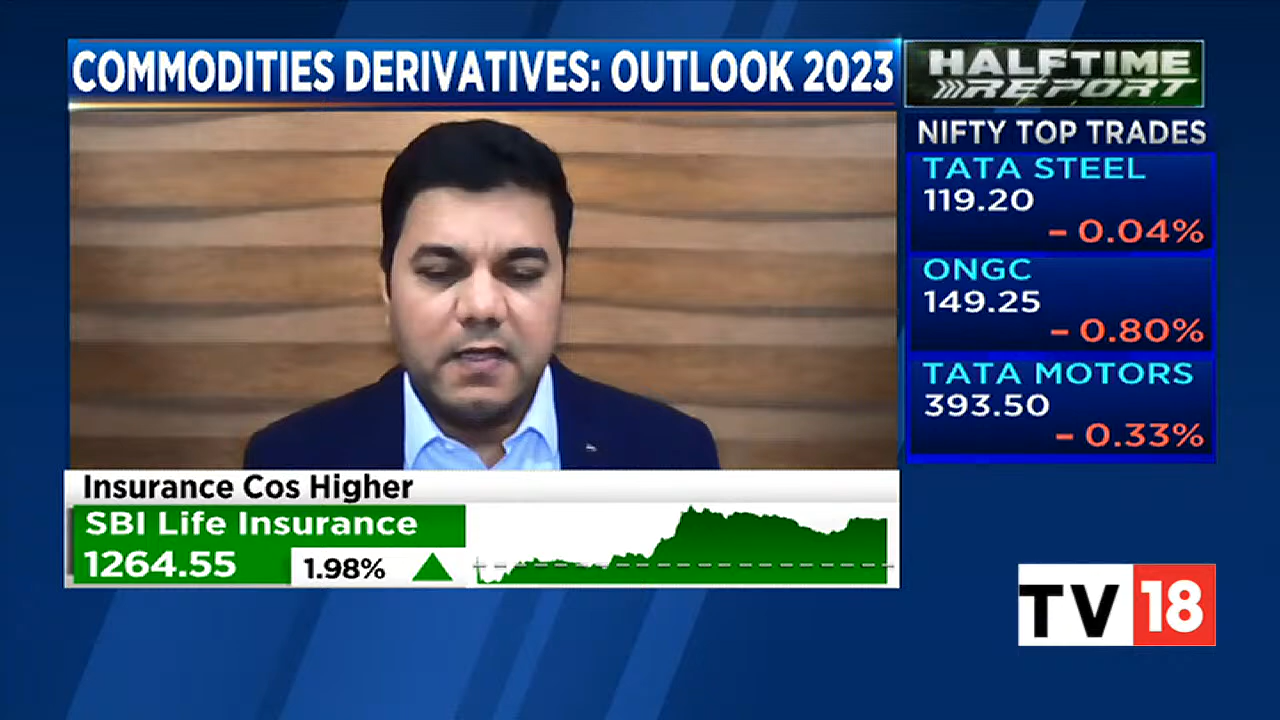 COMMODITIES DERIVATIVES: OUTLOOK 2023
HALFTIME
REPORT
NIFTY TOP TRADES
TATA STEEL
119.20
– 0.04%
ONGC
149.25
– 0.80%
TATA MOTORS
393.50
– 0.33%
Insurance Cos Higher
SBI Life Insurance
1264.55
1.98%
TV18